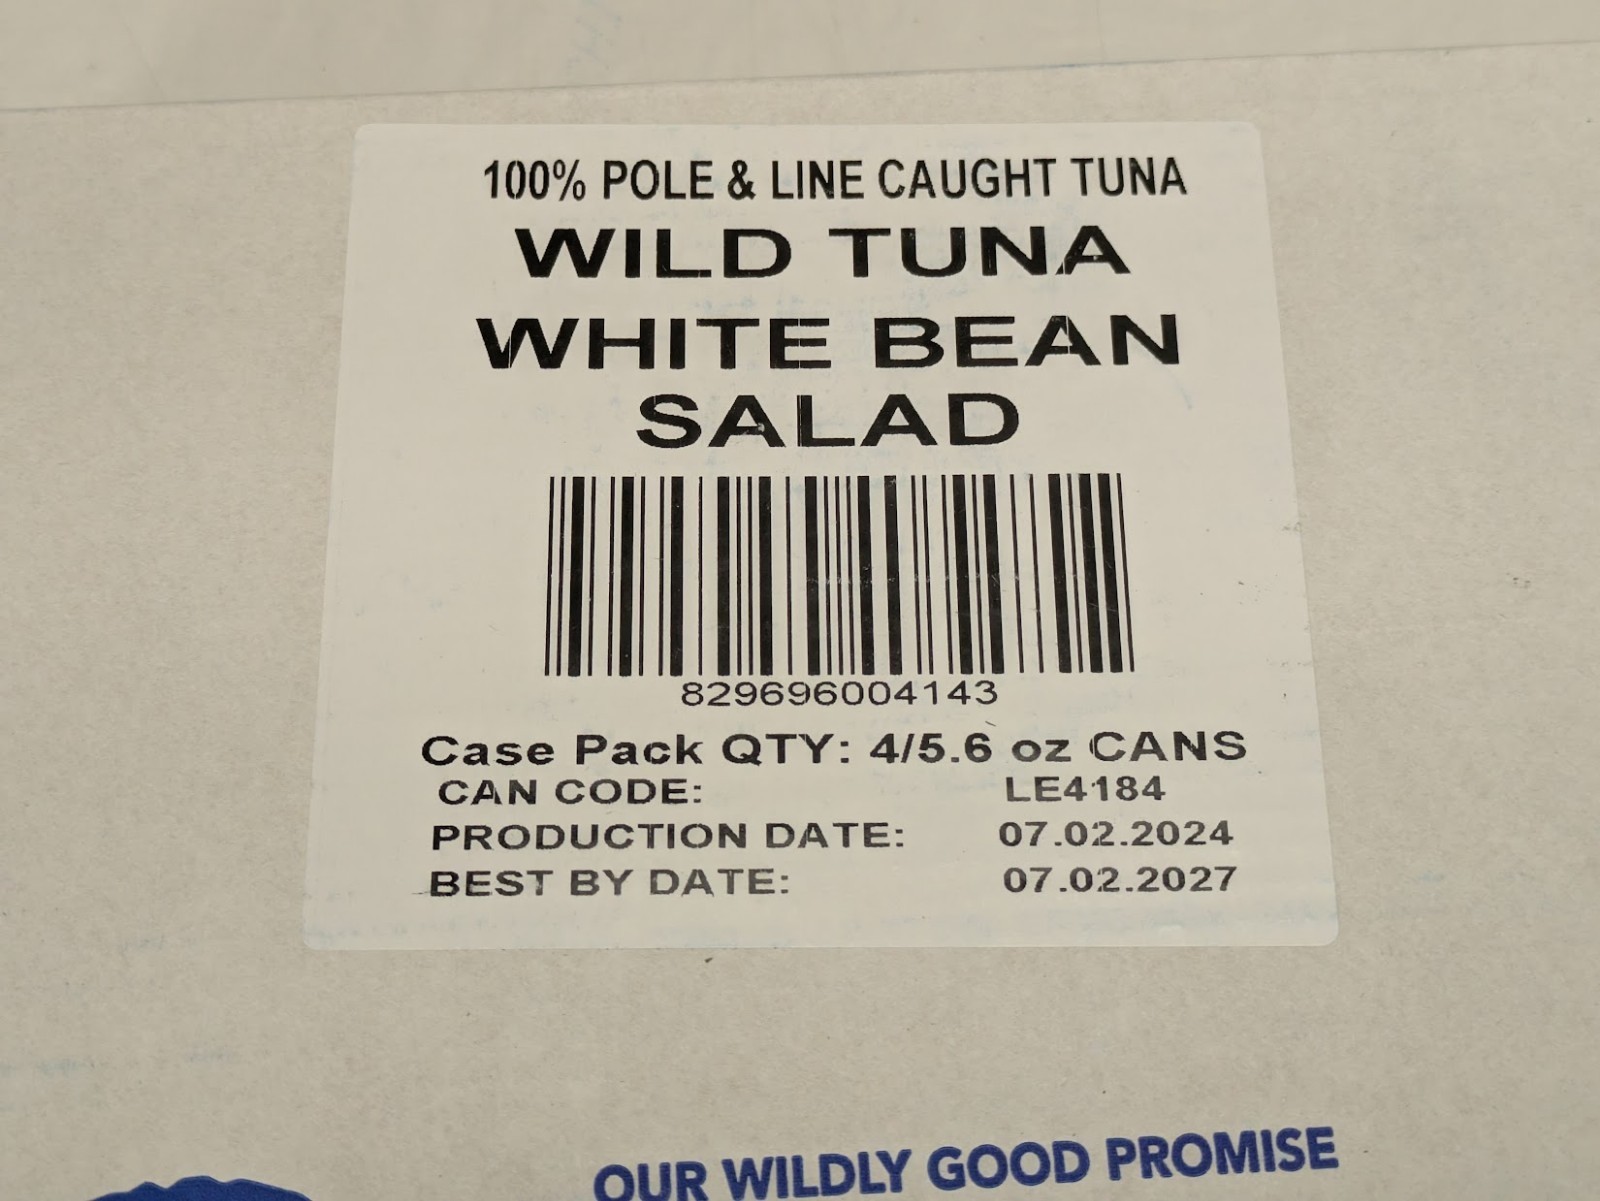 100% POLE & LINE CAUGHT TUNA
WILD TUNA
WHITE BEAN
SALAD
829696004143
Case Pack QTY: 4/5.6 oz CANS
CAN CODE: LE4184
PRODUCTION DATE: 07.02.2024
BEST BY DATE: 07.02.2027
OUR WILDLY GOOD PROMISE